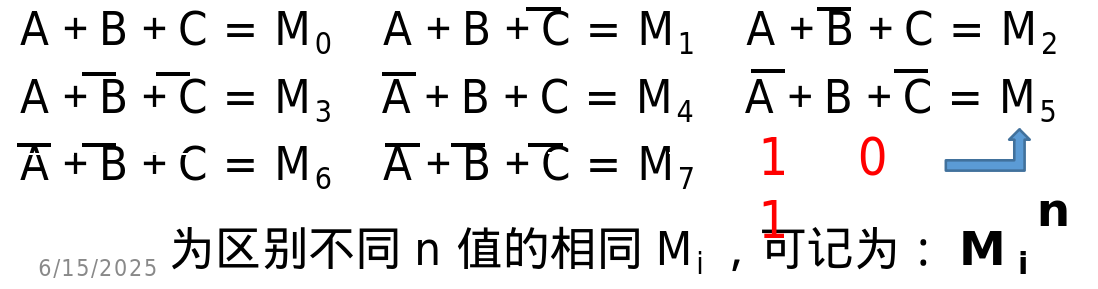 A + B + C = M₀ A + B + C̅ = M₁ A + B̅ + C = M₂
A + B̅ + C̅ = M₃ A̅ + B + C = M₄ A̅ + B + C̅ = M₅
A̅ + B̅ + C = M₆ A̅ + B̅ + C̅ = M₇ 1 0
1
为区别不同 n 值的相同 Mᵢ ，可记为： Mᵢⁿ
6/15/2025